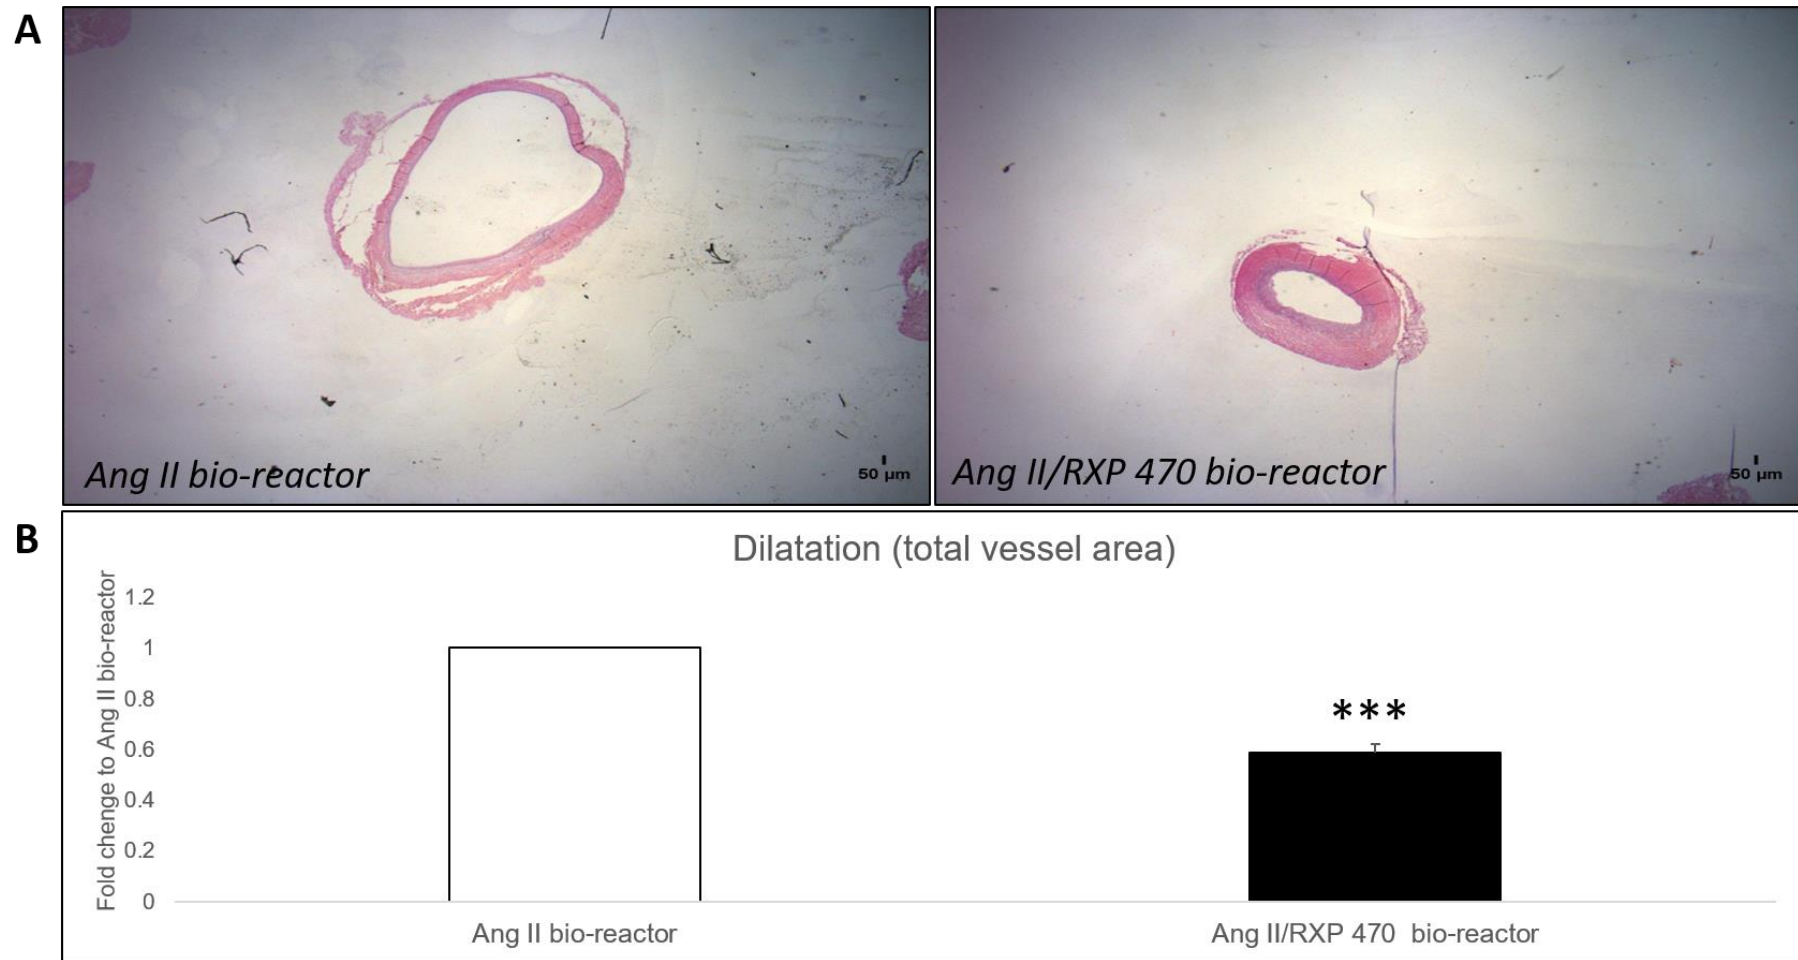 A
Ang II bio-reactor
50 µm
Ang II/RXP 470 bio-reactor
50 µm
B
Dilatation (total vessel area)
Fold chenge to Ang II bio-reactor
1.2
1
0.8
0.6
0.4
0.2
0
***
Ang II bio-reactor
Ang II/RXP 470 bio-reactor